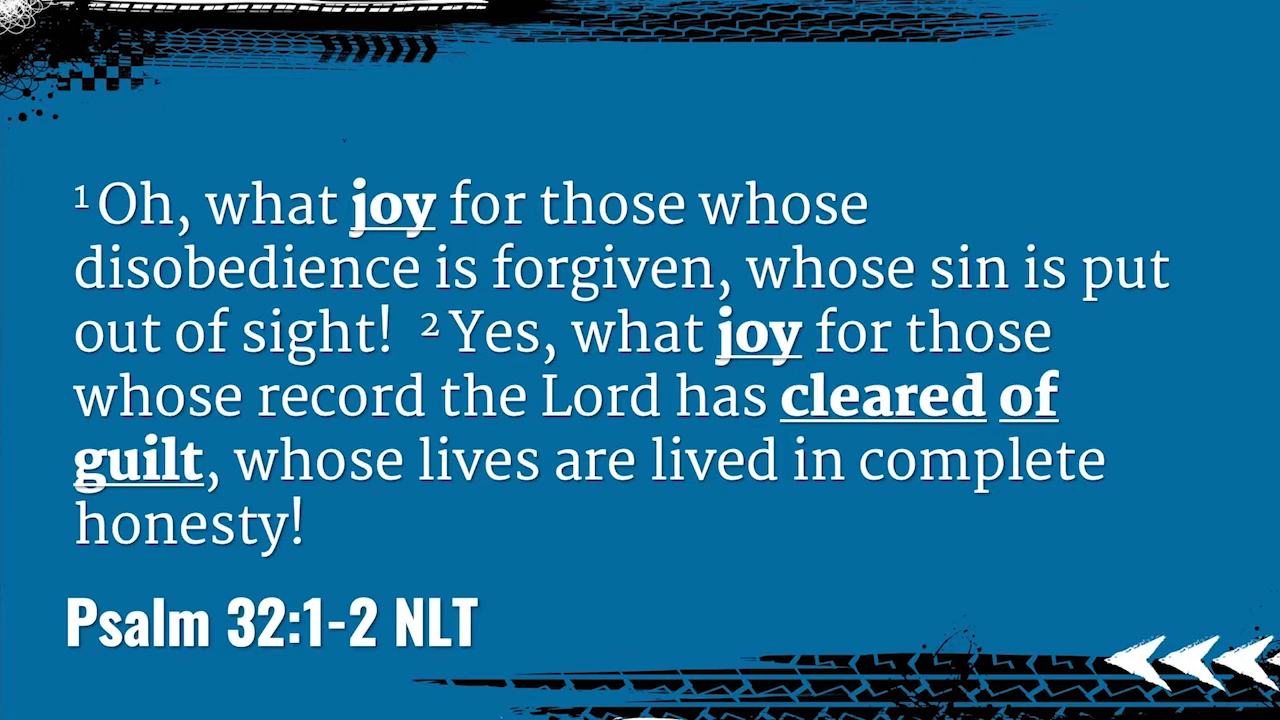 ¹ Oh, what joy for those whose
disobedience is forgiven, whose sin is put
out of sight! ² Yes, what joy for those
whose record the Lord has cleared of
guilt, whose lives are lived in complete
honesty!
Psalm 32:1-2 NLT